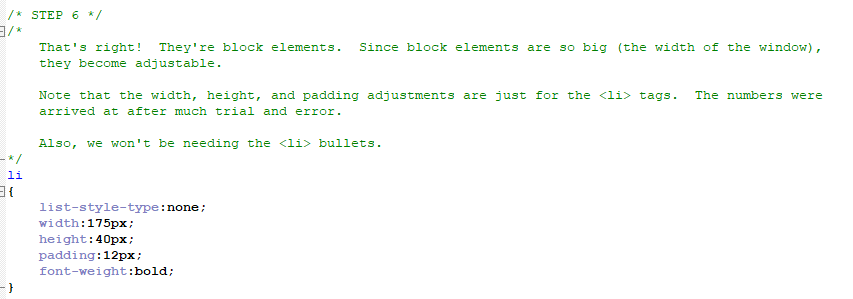 /* STEP 6 */
/*
That's right!  They're block elements.  Since block elements are so big (the width of the window),
they become adjustable.
Note that the width, height, and padding adjustments are just for the <li> tags.  The numbers were
arrived at after much trial and error.
Also, we won't be needing the <li> bullets.
*/
li
{
list-style-type:none;
width:175px;
height:40px;
padding:12px;
font-weight:bold;
}